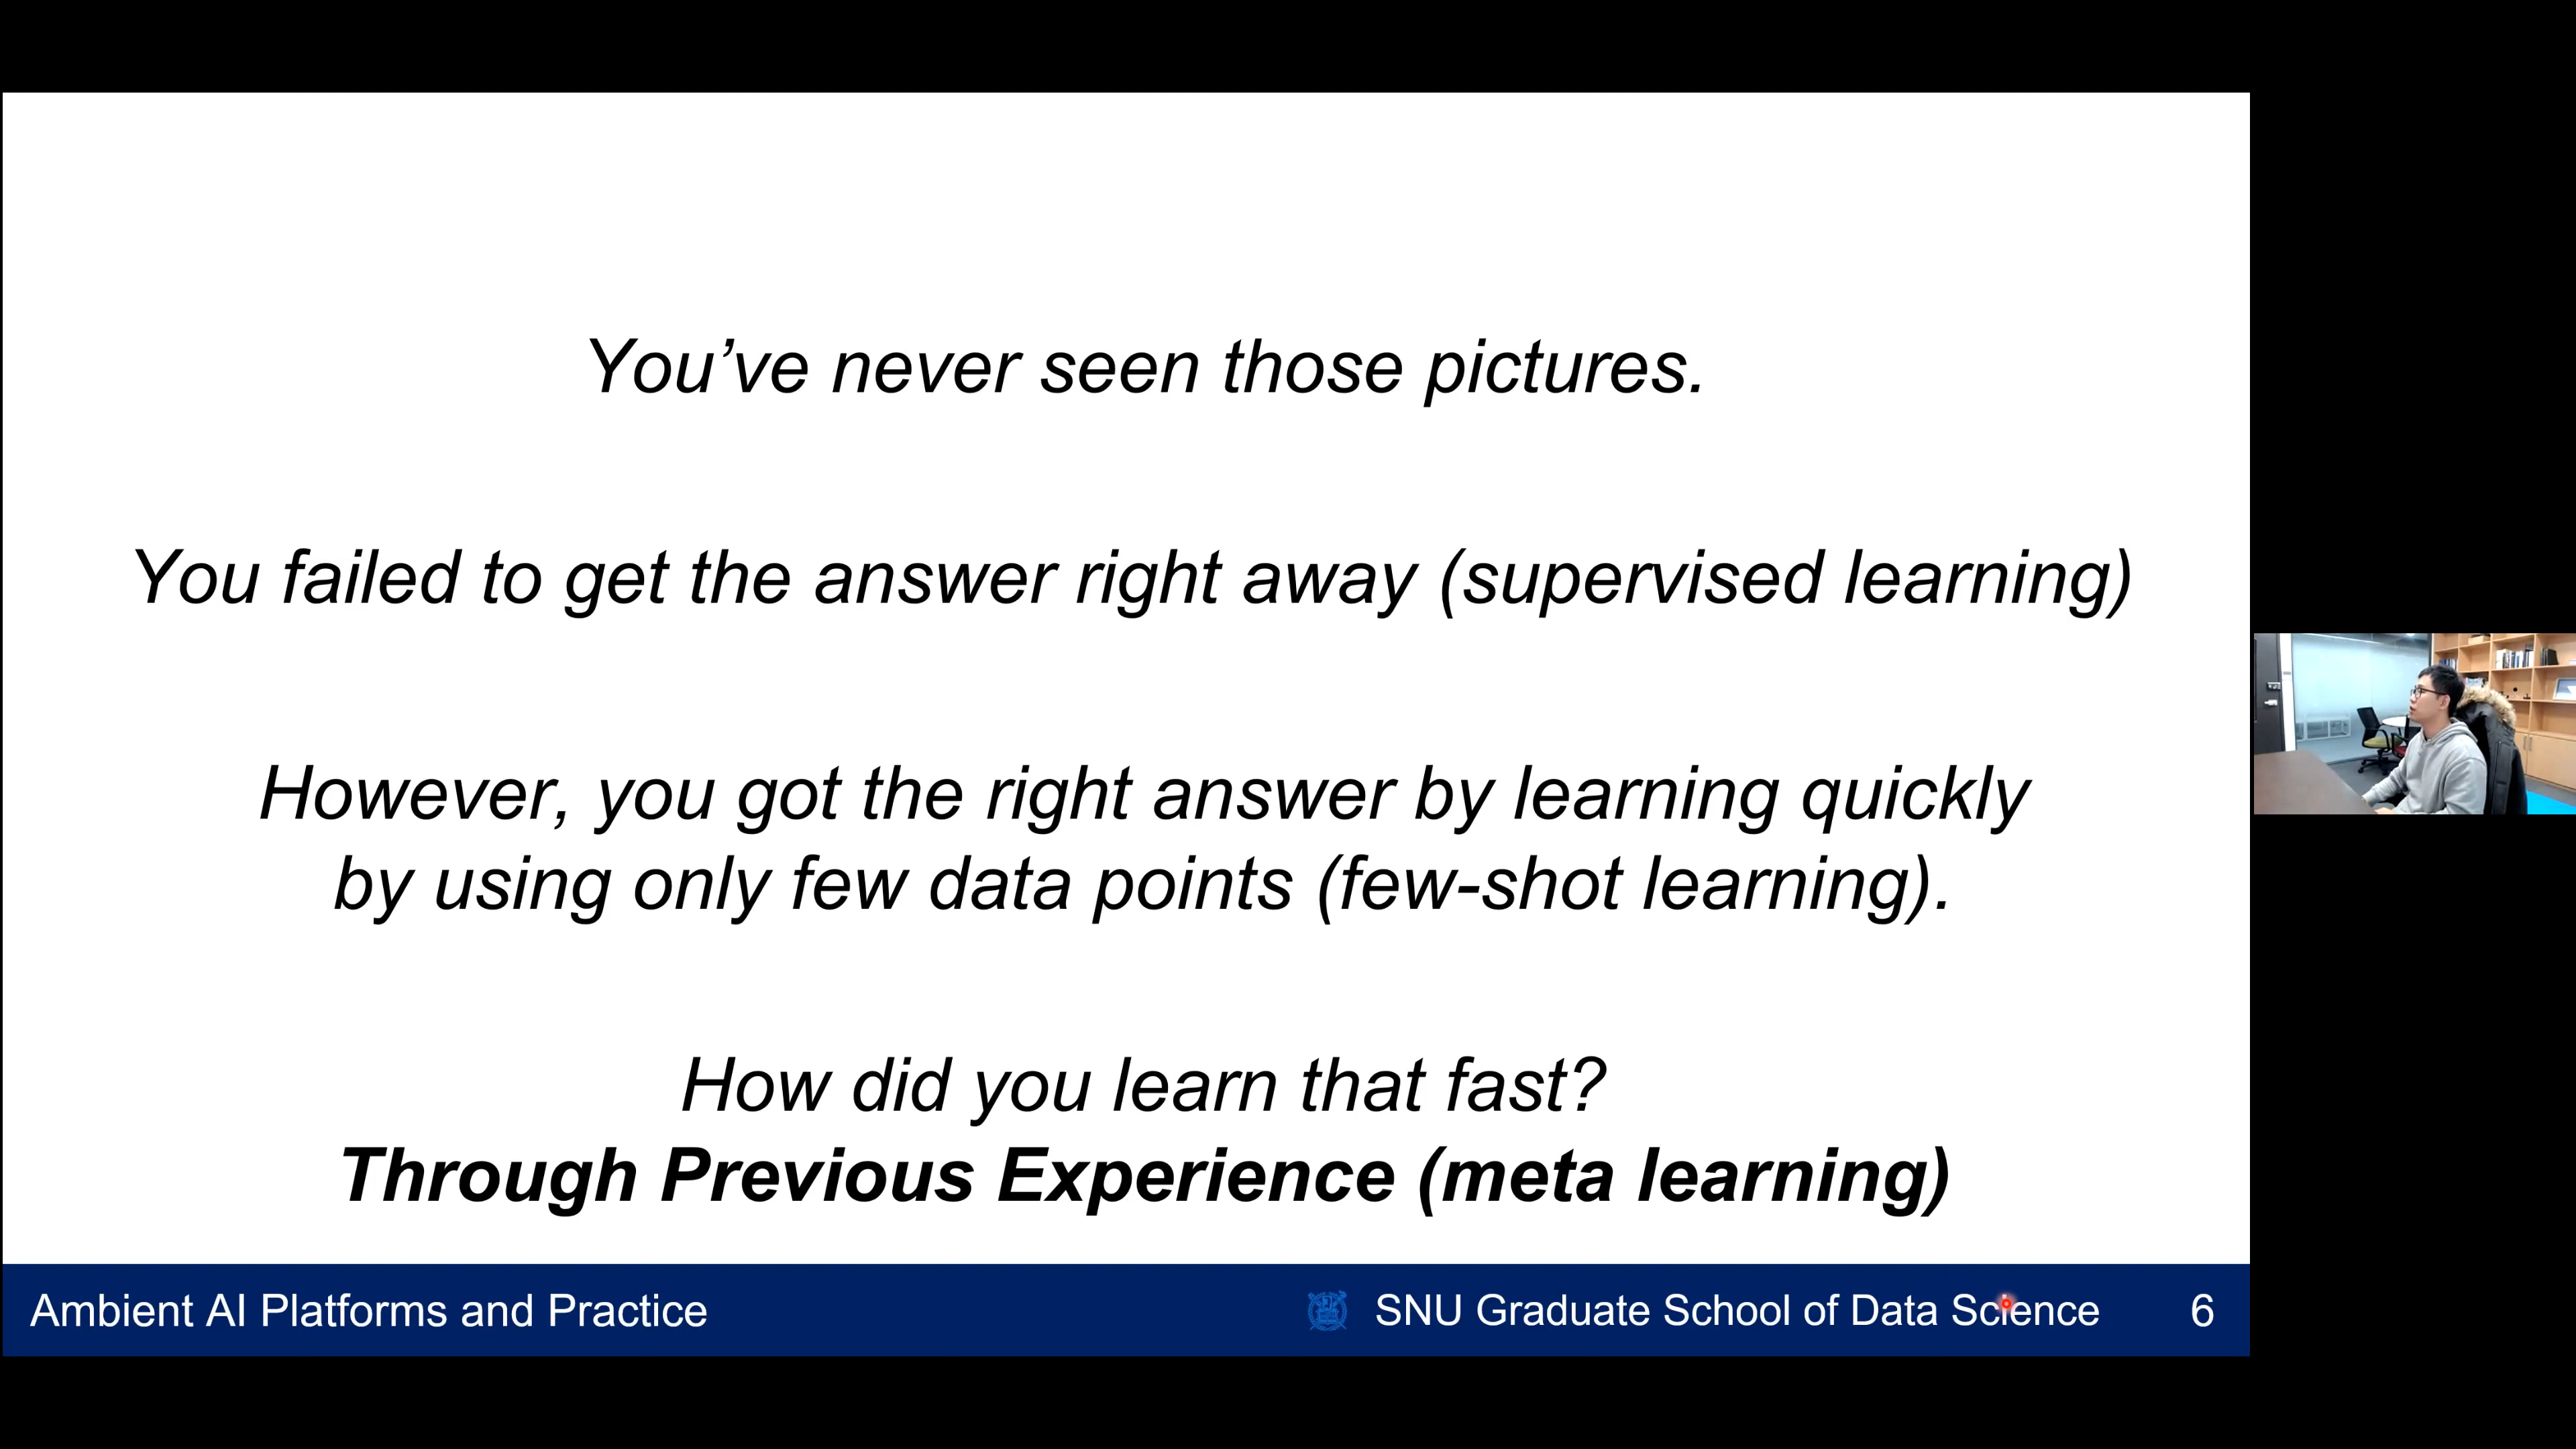 You’ve never seen those pictures.
You failed to get the answer right away (supervised learning)
However, you got the right answer by learning quickly
by using only few data points (few-shot learning).
How did you learn that fast?
Through Previous Experience (meta learning)
Ambient AI Platforms and Practice
SNU Graduate School of Data Science
6